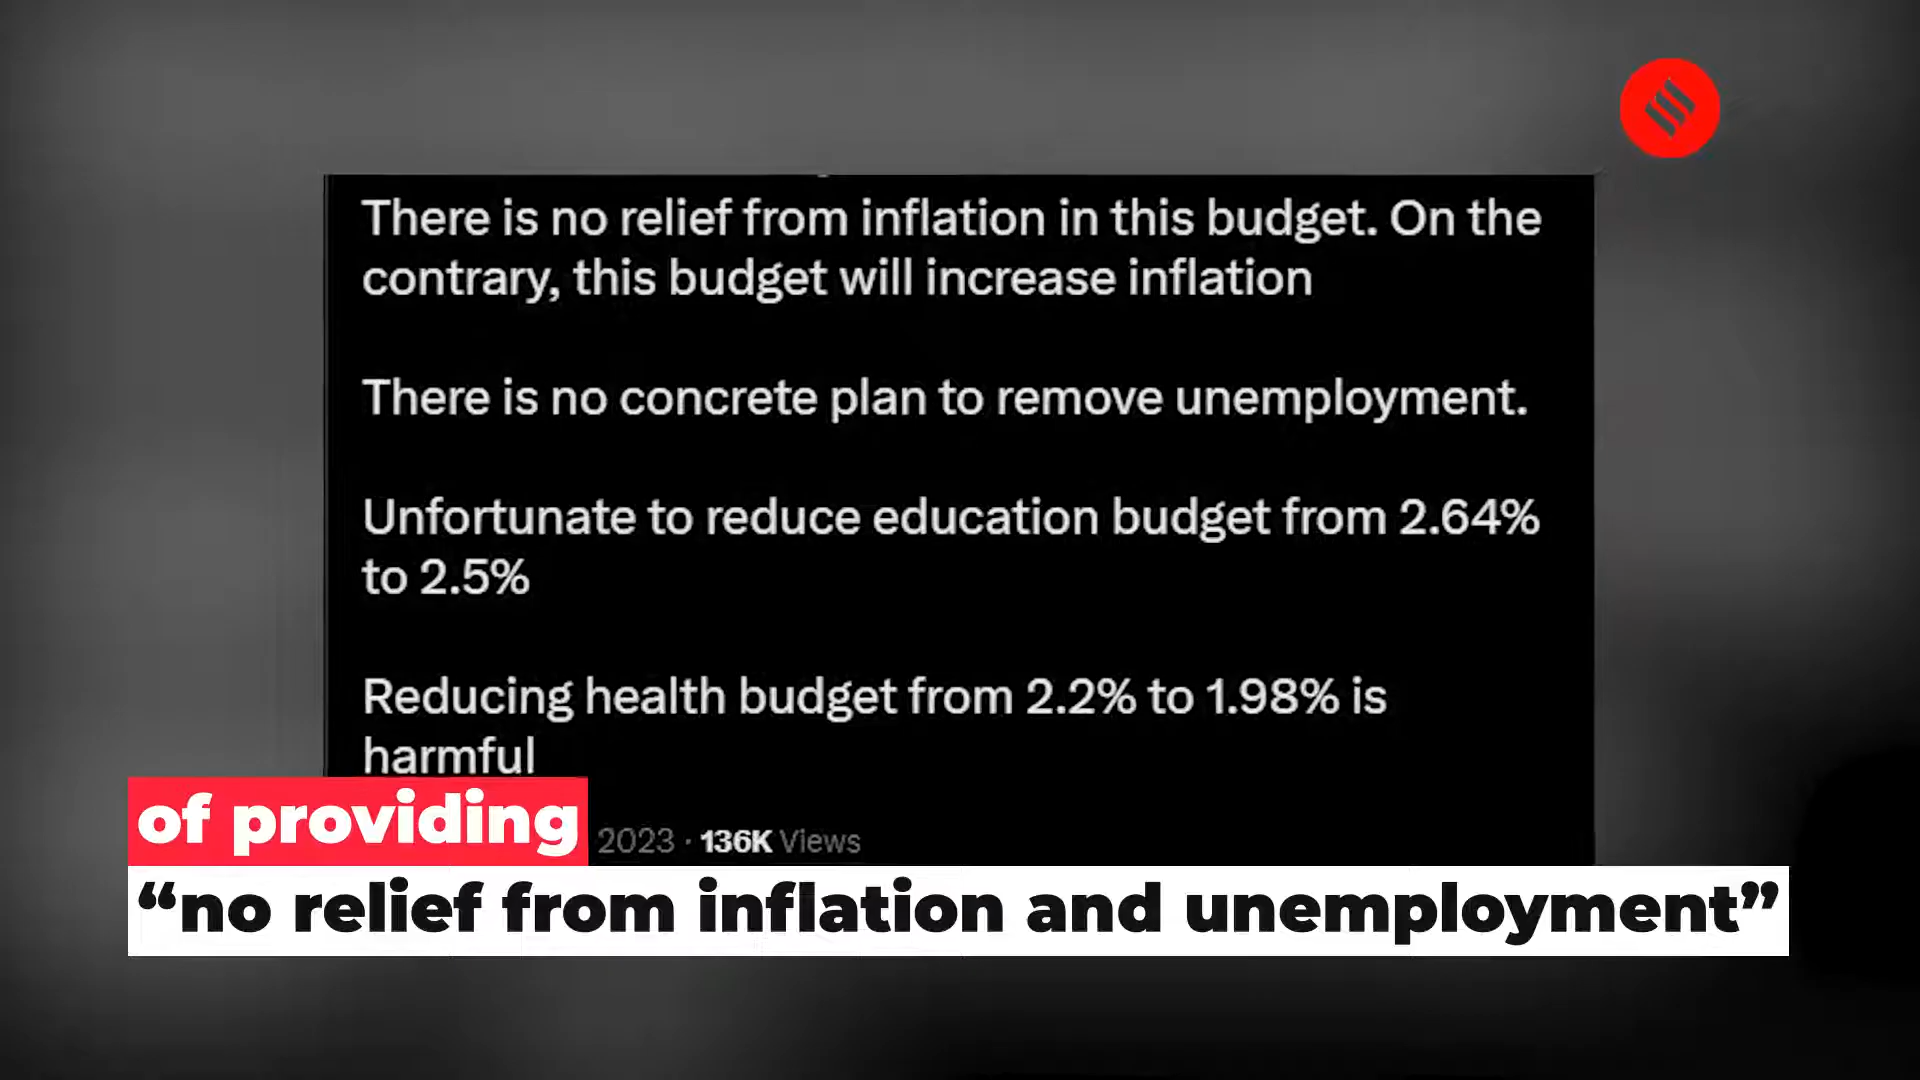 There is no relief from inflation in this budget. On the
contrary, this budget will increase inflation
There is no concrete plan to remove unemployment.
Unfortunate to reduce education budget from 2.64%
to 2.5%
Reducing health budget from 2.2% to 1.98% is
harmful
of providing
2023 · 136K Views
“no relief from inflation and unemployment”